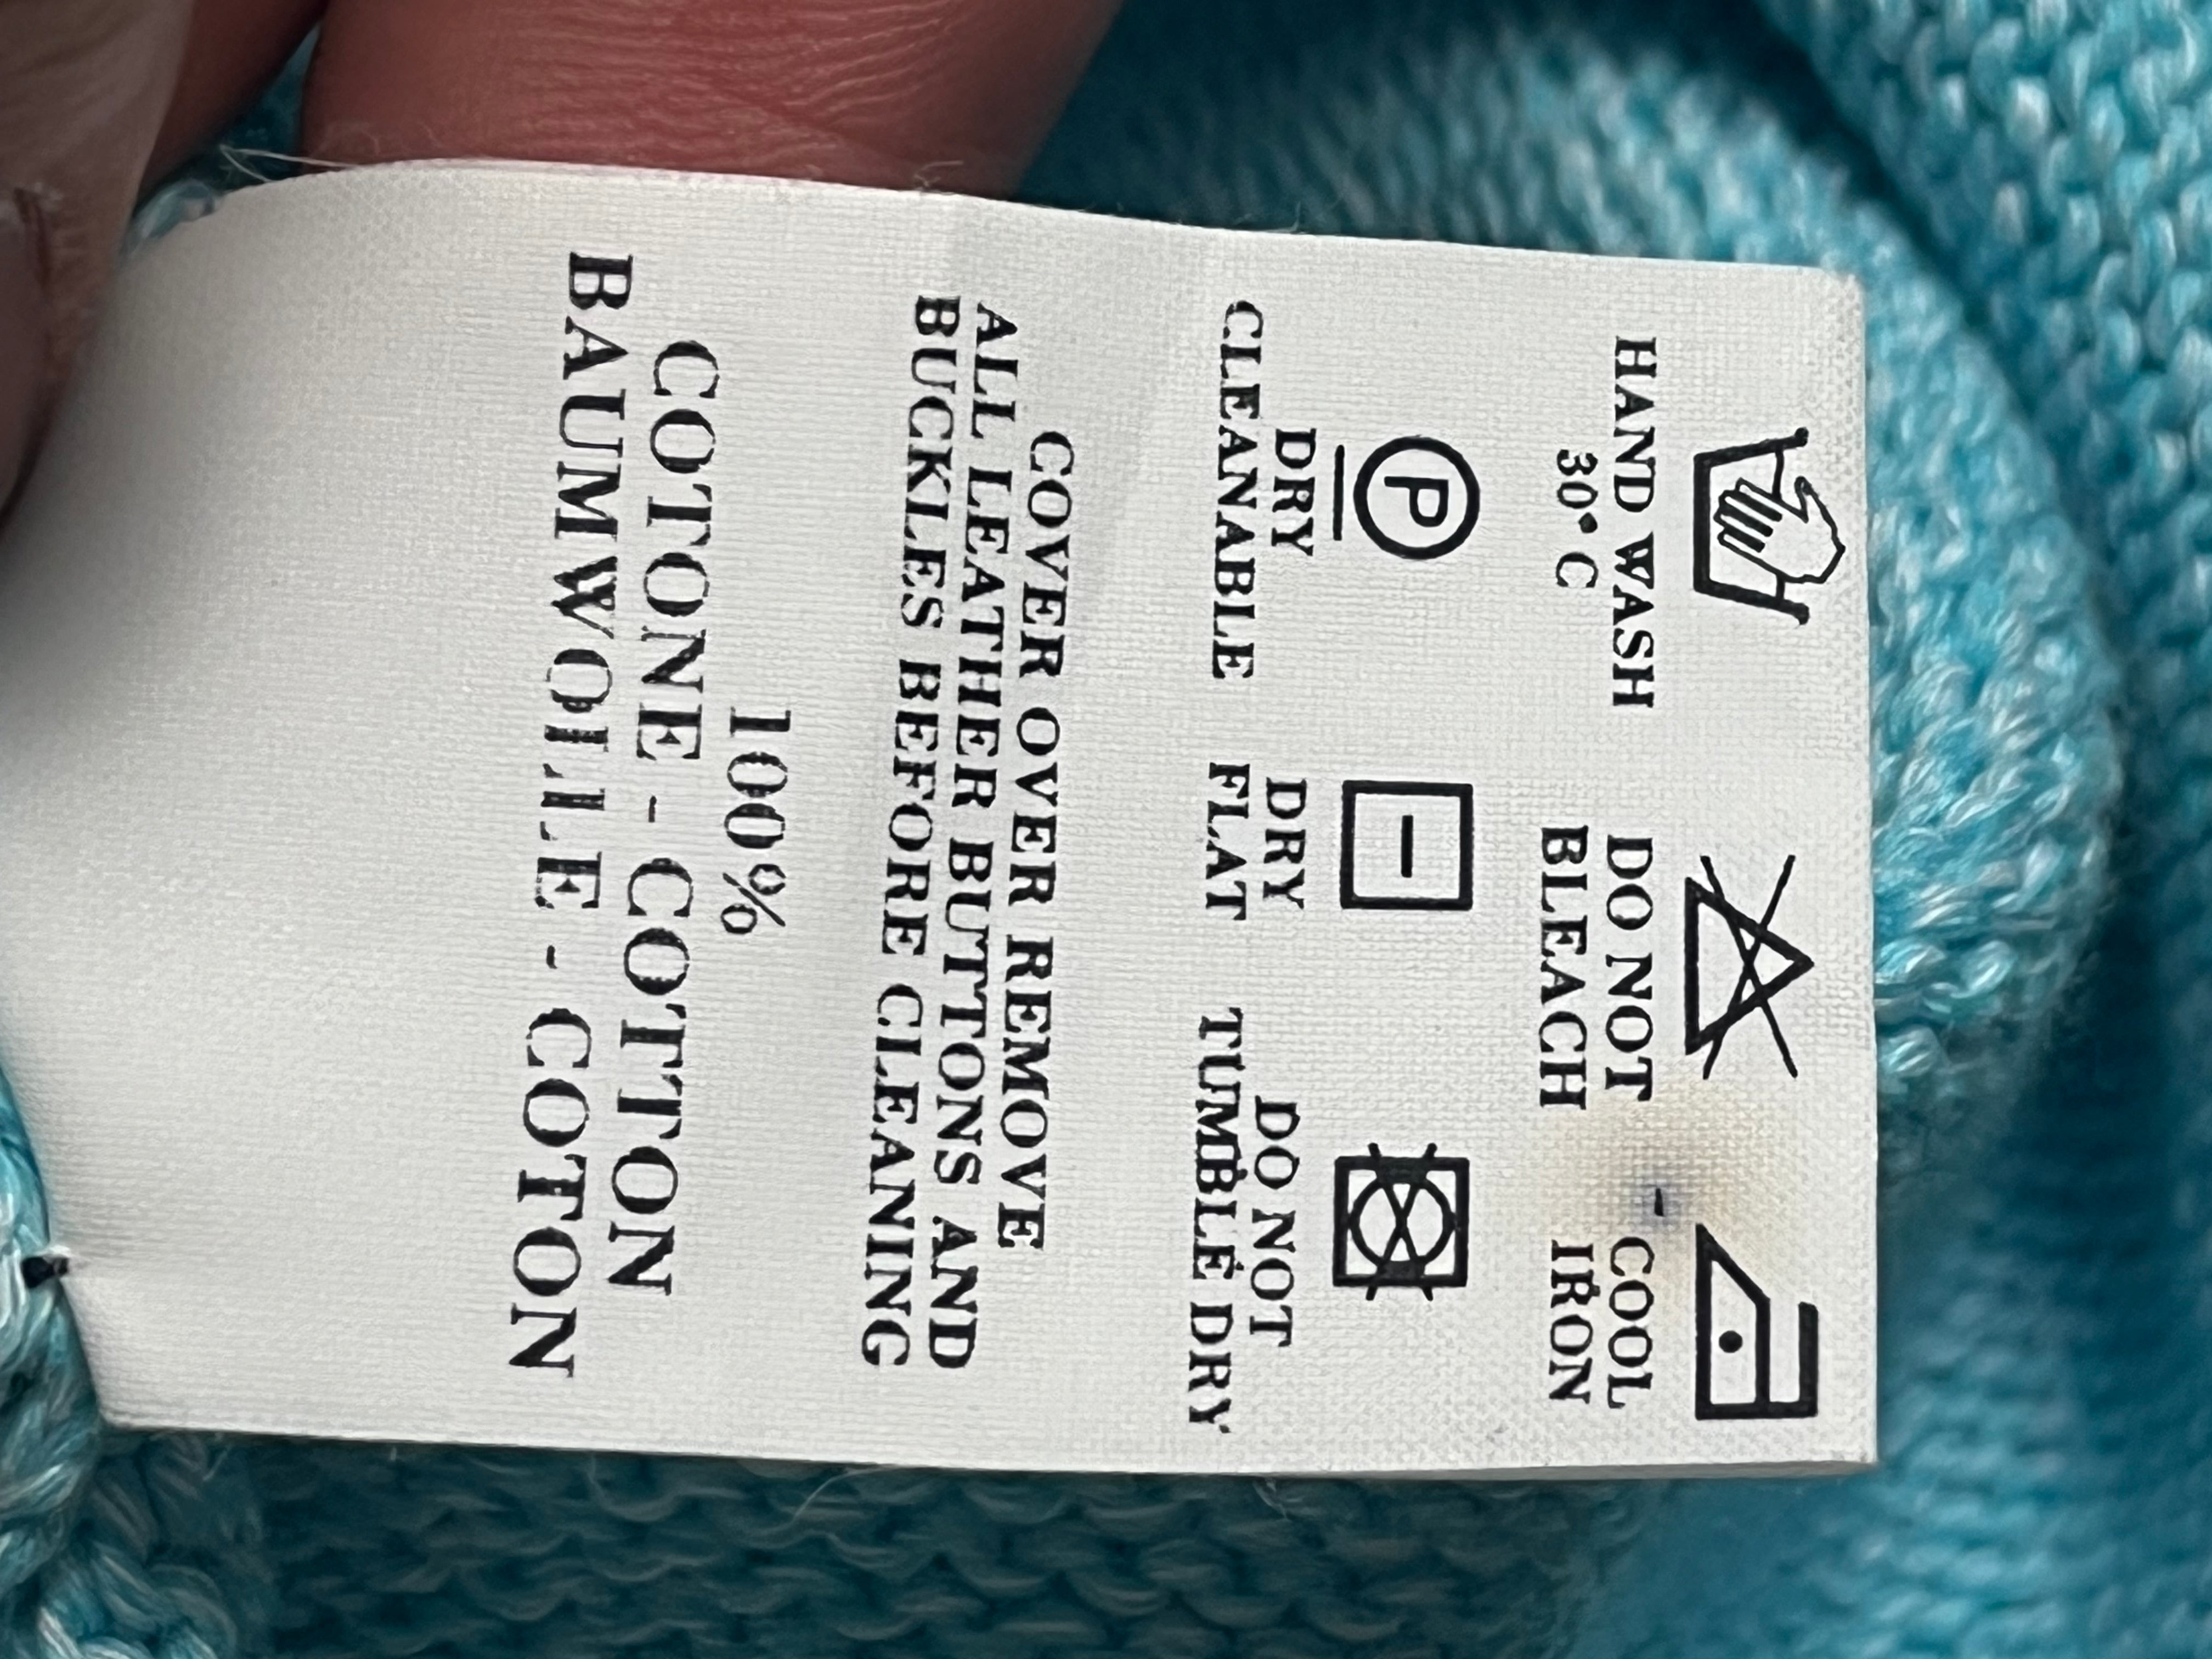 HAND WASH
30° C
DO NOT
BLEACH
COOL
IRON
P
DRY
CLEANABLE
DRY
FLAT
DO NOT
TUMBLE DRY
COVER OVER REMOVE
ALL LEATHER BUTTONS AND
BUCKLES BEFORE CLEANING
100%
COTONE - COTTON
BAUMWOLLE - COTON